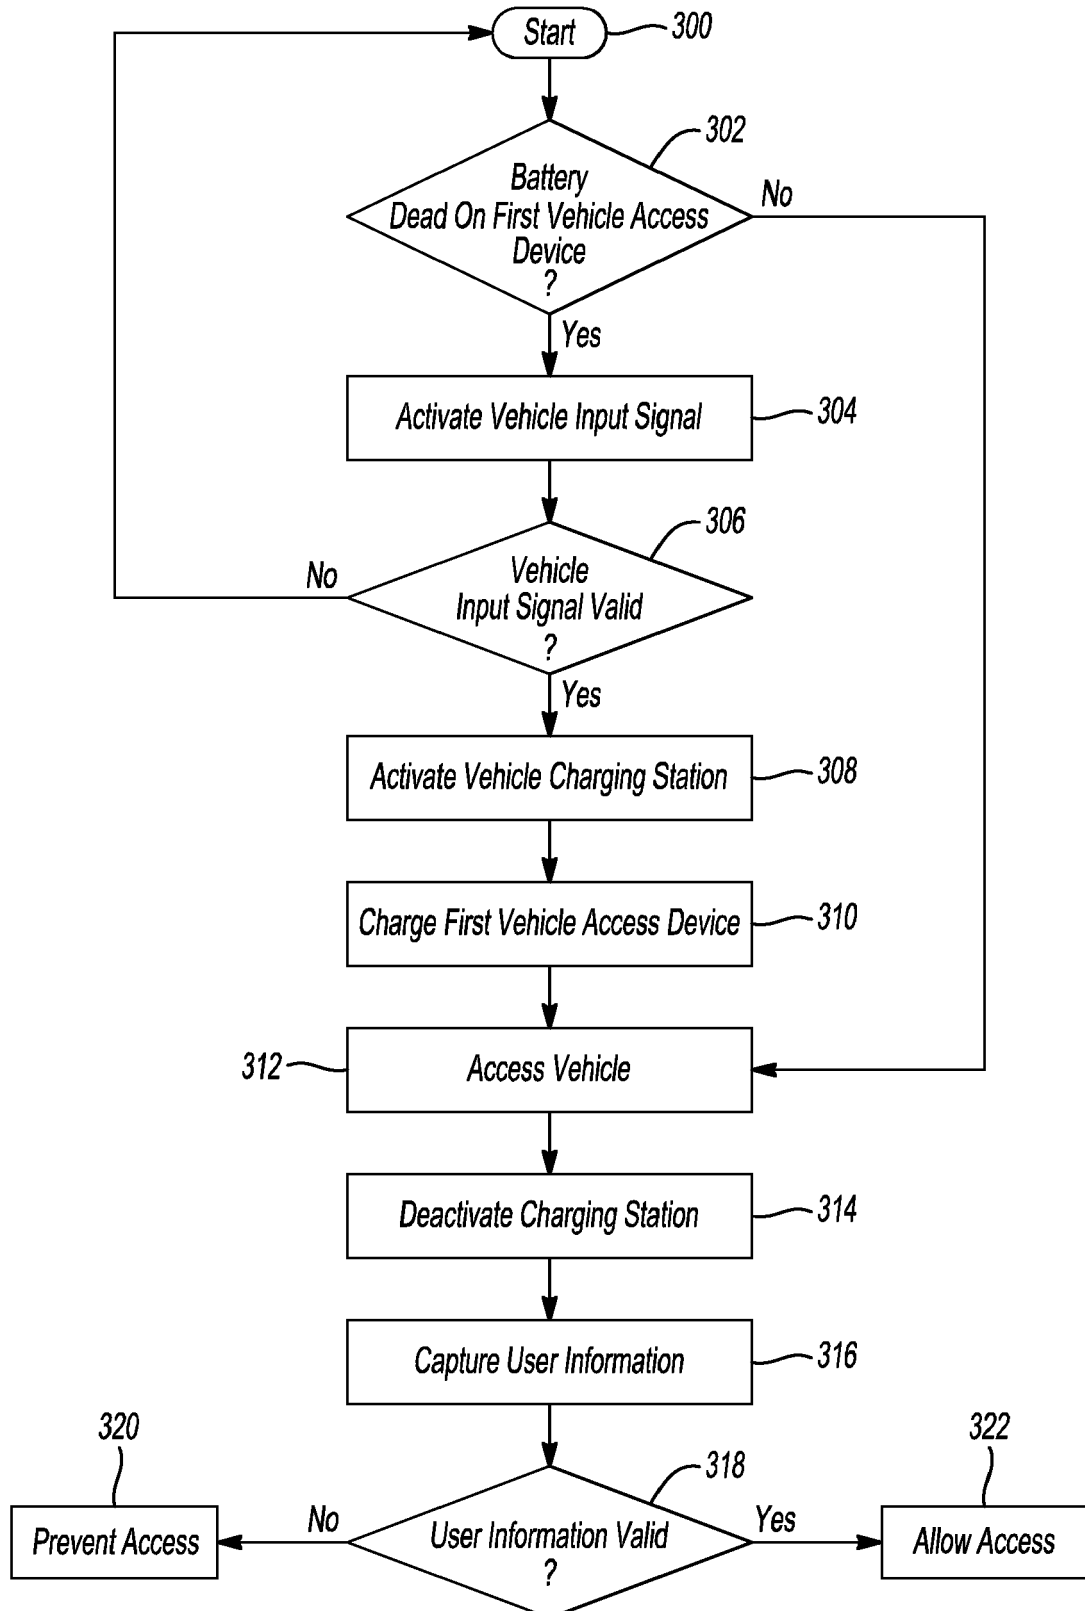 Start
300
302
Battery
Dead On First Vehicle Access
Device
?
No
Yes
Activate Vehicle Input Signal
304
306
Vehicle
Input Signal Valid
?
No
Yes
Activate Vehicle Charging Station
308
Charge First Vehicle Access Device
310
312
Access Vehicle
Deactivate Charging Station
314
Capture User Information
316
320
318
322
Prevent Access
No
User Information Valid
?
Yes
Allow Access